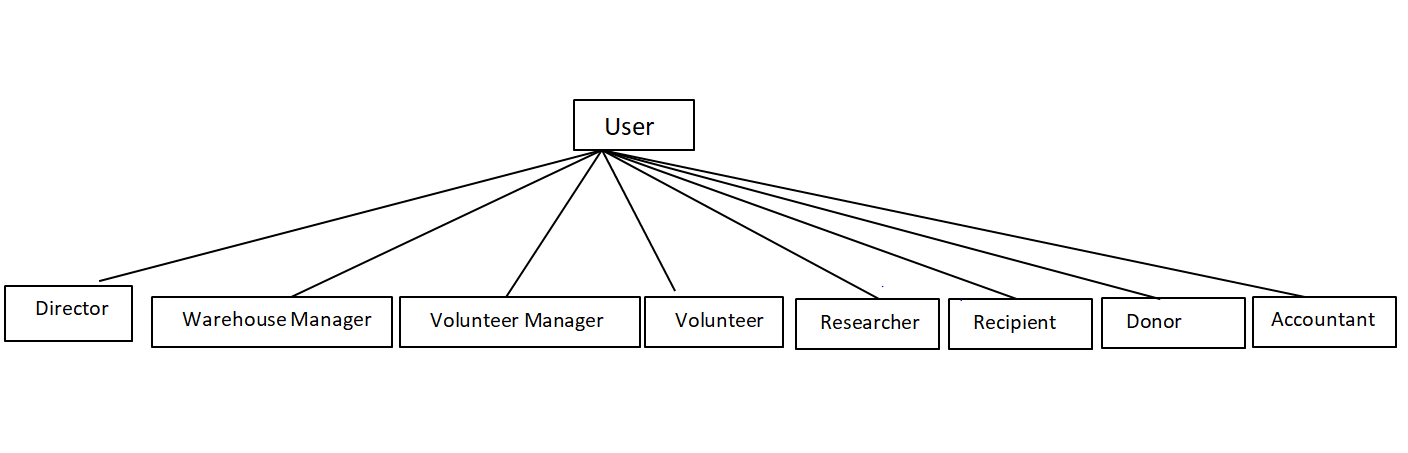 User
Director
Warehouse Manager
Volunteer Manager
Volunteer
Researcher
Recipient
Donor
Accountant